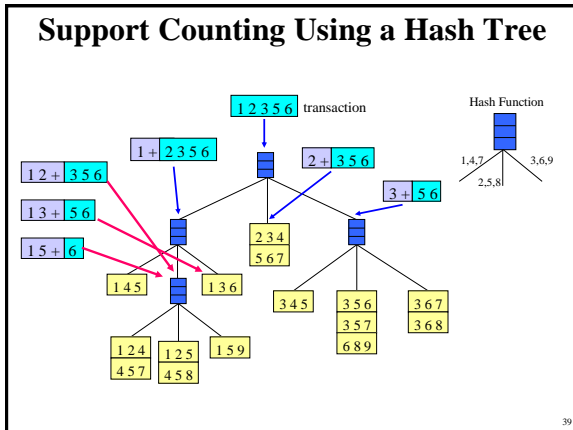 Support Counting Using a Hash Tree
1 2 3 5 6 transaction
Hash Function
1,4,7
2,5,8
3,6,9
1 + 2 3 5 6
2 + 3 5 6
3 + 5 6
1 2 + 3 5 6
1 3 + 5 6
1 5 + 6
2 3 4
5 6 7
1 4 5
1 3 6
3 4 5
3 5 6
3 5 7
6 8 9
3 6 7
3 6 8
1 2 4
4 5 7
1 2 5
4 5 8
1 5 9
39